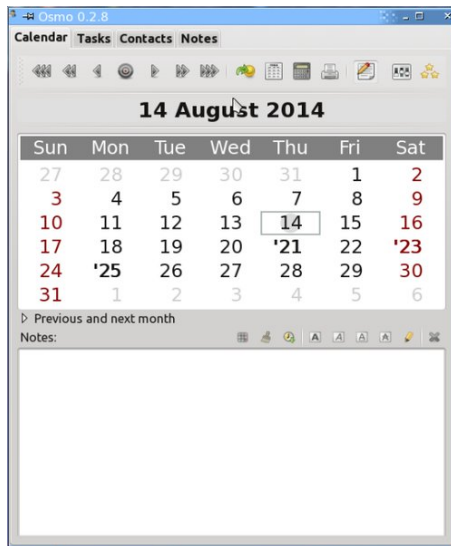 Osmo 0.2.8
Calendar Tasks Contacts Notes
14 August 2014
Sun Mon Tue Wed Thu Fri Sat
27 28 29 30 31 1 2
3 4 5 6 7 8 9
10 11 12 13 14 15 16
17 18 19 20 '21 22 '23
24 '25 26 27 28 29 30
31 1 2 3 4 5 6
Previous and next month
Notes:
A A A A